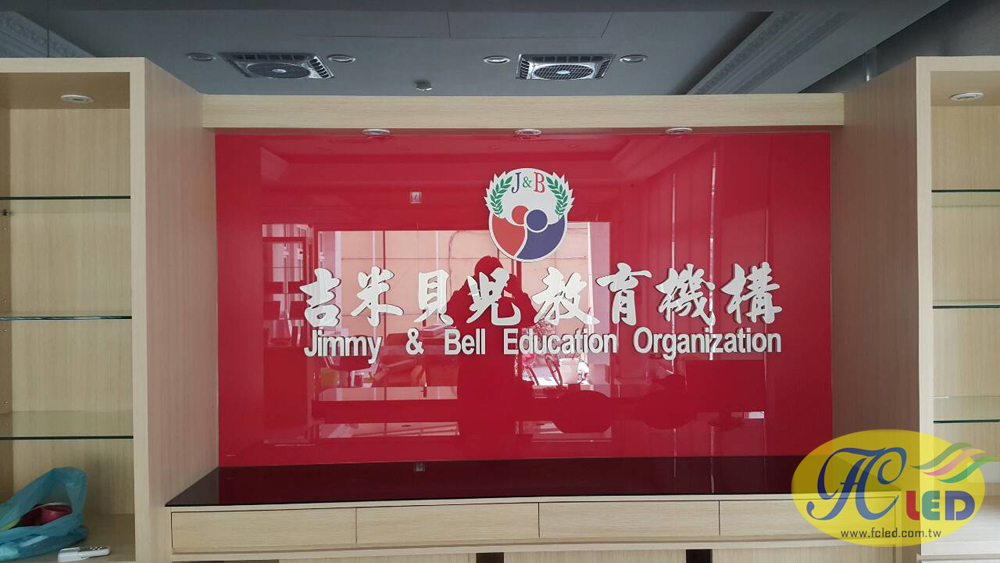 J&B
吉米貝兒教育機構
Jimmy & Bell Education Organization
FC LED
www.fcled.com.tw